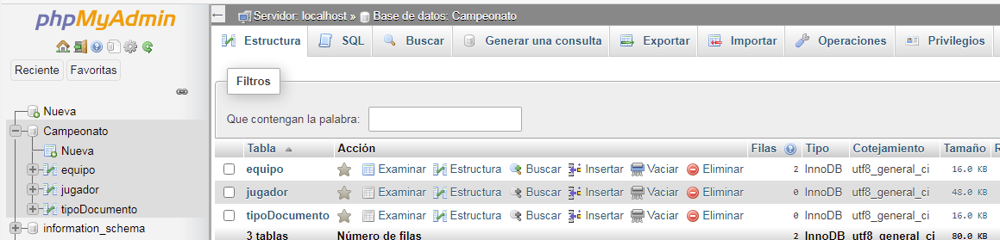 phpMyAdmin
Reciente Favoritas
Nueva
Campeonato
Nueva
equipo
jugador
tipoDocumento
information_schema
← Servidor: localhost » Base de datos: Campeonato
Estructura SQL Buscar Generar una consulta Exportar Importar Operaciones Privilegios
Filtros
Que contengan la palabra:
Tabla Acción Filas Tipo Cotejamiento Tamaño
equipo Examinar Estructura Buscar Insertar Vaciar Eliminar 2 InnoDB utf8_general_ci 16.0 KB
jugador Examinar Estructura Buscar Insertar Vaciar Eliminar 0 InnoDB utf8_general_ci 48.0 KB
tipoDocumento Examinar Estructura Buscar Insertar Vaciar Eliminar 0 InnoDB utf8_general_ci 16.0 KB
3 tablas Número de filas 2 InnoDB utf8_general_ci 80.0 KB